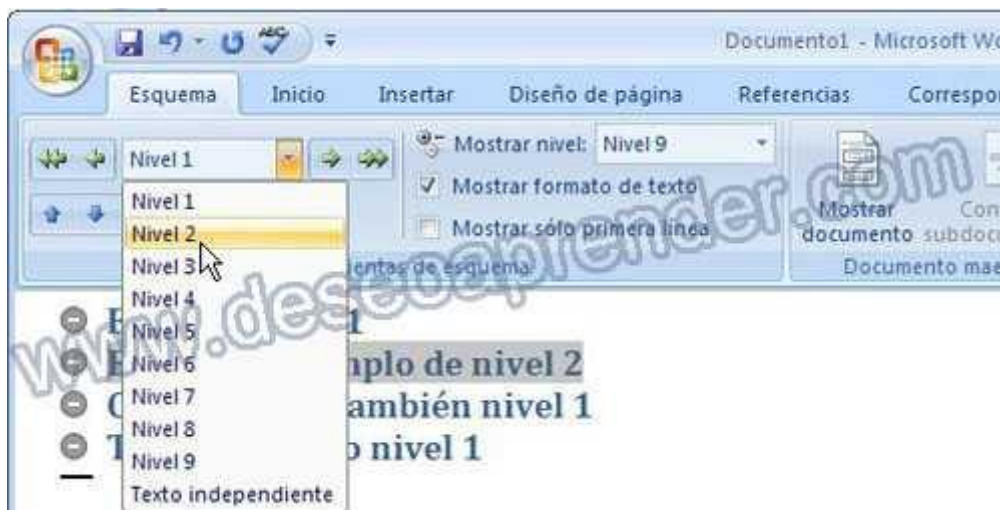 Documento1 - Microsoft Wo
Esquema Inicio Insertar Diseño de página Referencias Correspo
Nivel 1 Mostrar nivel: Nivel 9
Mostrar formato de texto
Mostrar sólo primera línea
Mostrar documento
Con subdoc
entas de esquema
Documento mae
Nivel 1
Nivel 2
Nivel 3
Nivel 4
Nivel 5
Nivel 6
Nivel 7
Nivel 8
Nivel 9
Texto independiente
1
mplo de nivel 2
ambién nivel 1
o nivel 1
www.deseoaprender.com